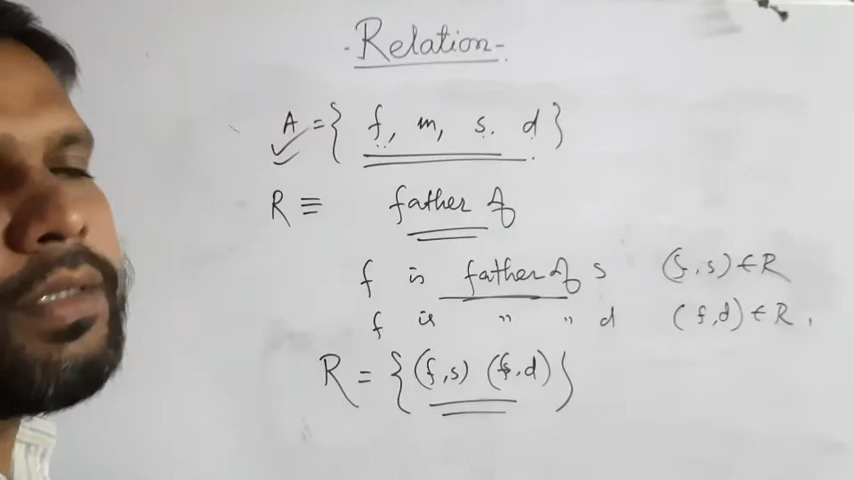 - Relation -
A = { f, m, s. d }
R ≡ father of
f is father of s (f, s) ∈ R
f is " " d (f, d) ∈ R.
R = { (f, s) (f, d) }